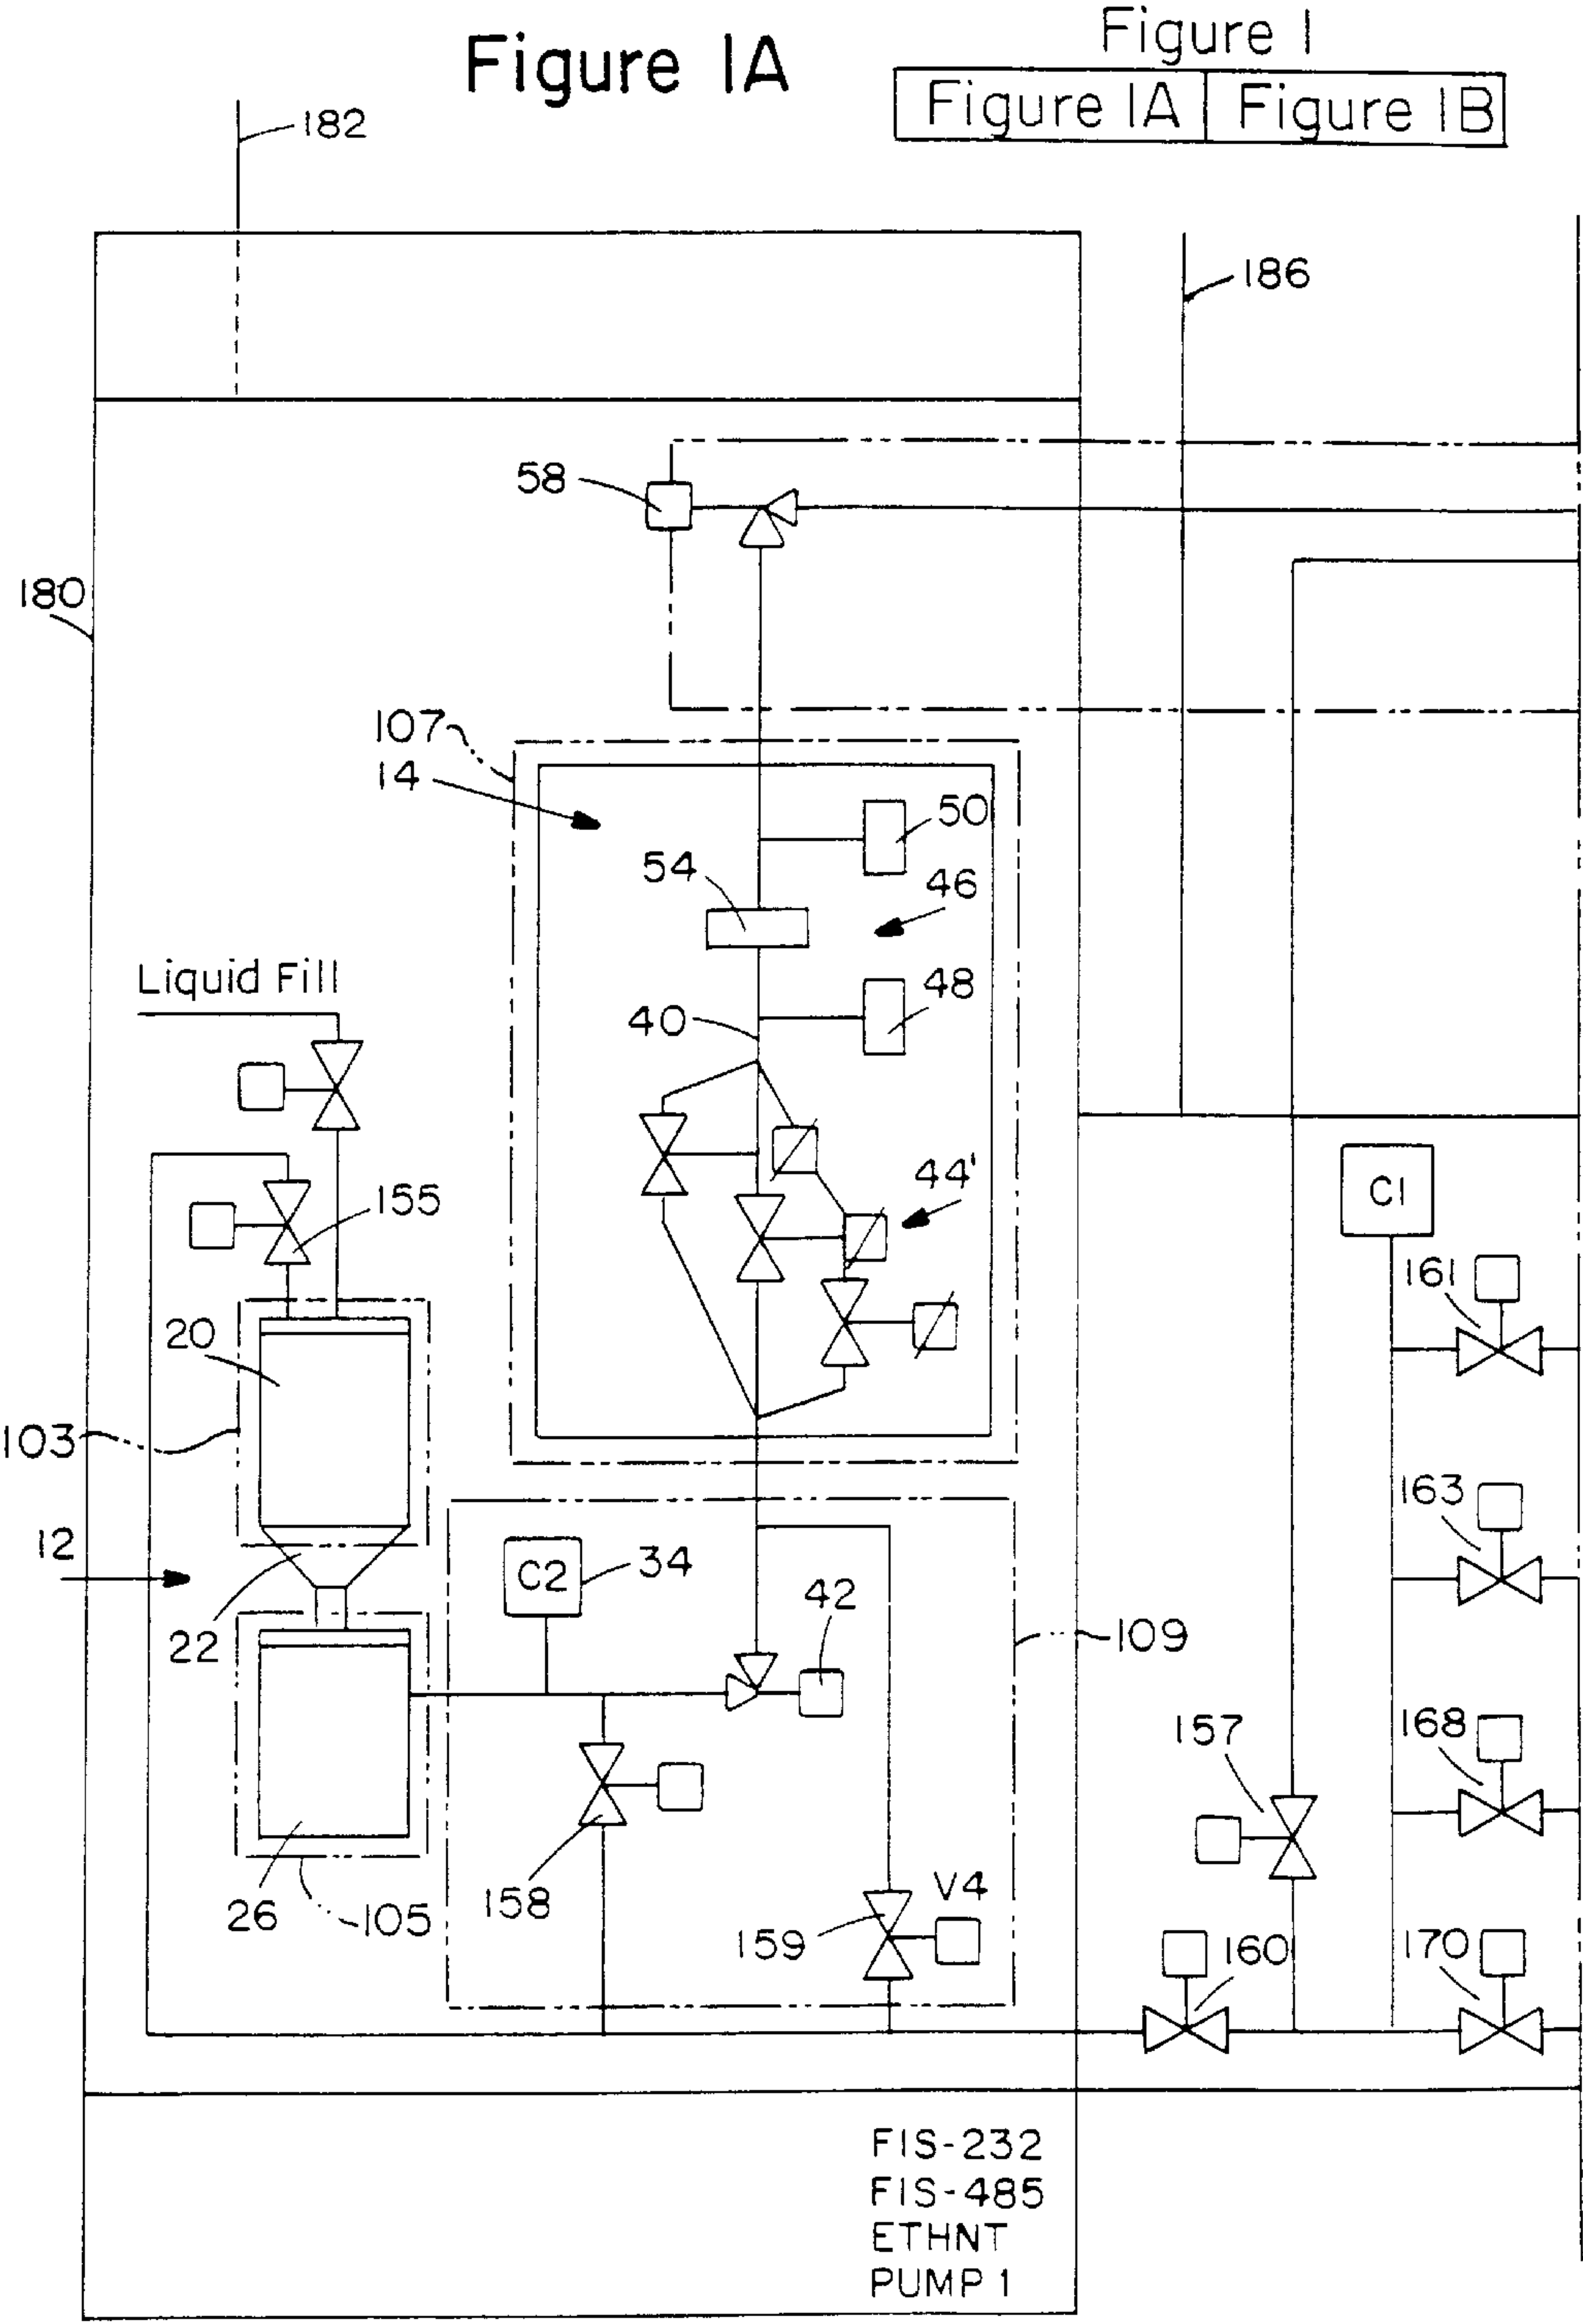 Figure 1
Figure 1A
Figure 1A Figure 1B
182
186
58
180
107
14
50
54
46
Liquid Fill
48
40
44'
155
C1
161
20
103
163
12
C2 34
42
22
109
157
168
26
105
158
V4
159
160
170
FIS-232
FIS-485
ETHNT
PUMP 1